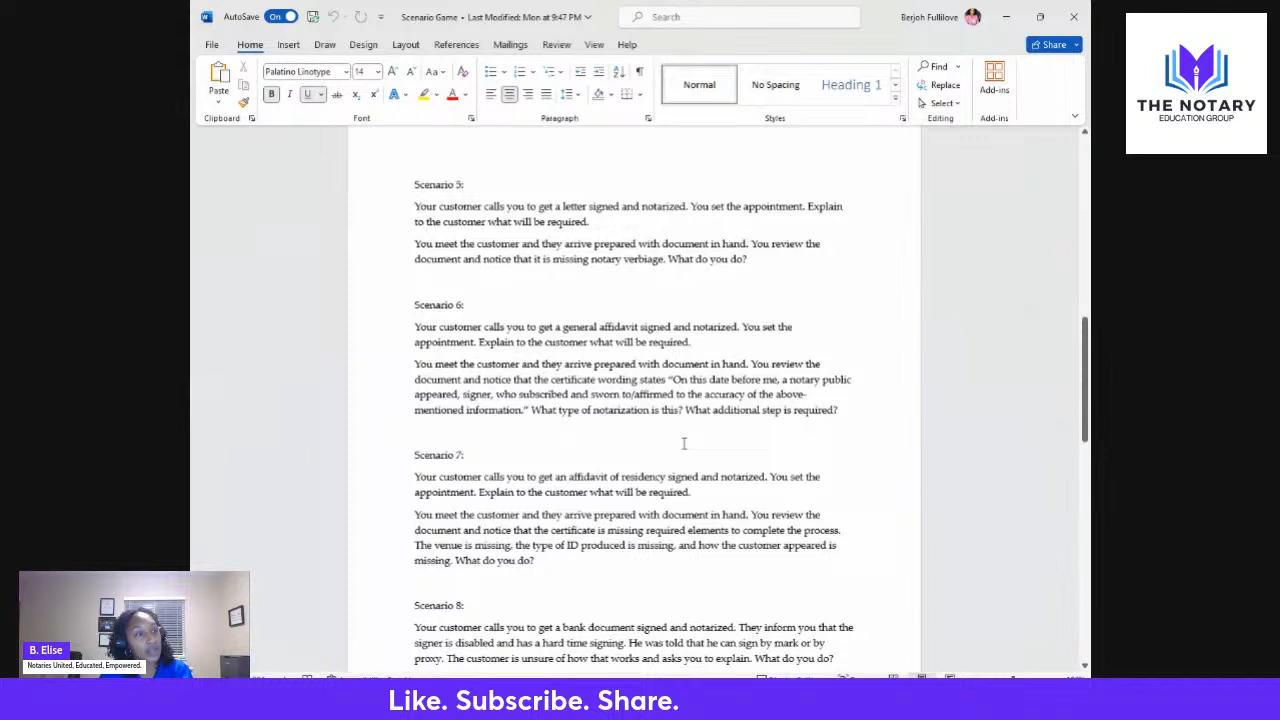 AutoSave On Scenario Game • Last Modified: Mon at 9:47 PM Search Berjoh Fullilove
File Home Insert Draw Design Layout References Mailings Review View Help Share
Palatino Linotype 14 Aa Find
Paste Normal No Spacing Heading 1 Replace Add-ins
B I U ab x₂ x² A A Select
Clipboard Font Paragraph Styles Editing Add-ins
THE NOTARY
EDUCATION GROUP
Scenario 5:
Your customer calls you to get a letter signed and notarized. You set the appointment. Explain
to the customer what will be required.
You meet the customer and they arrive prepared with document in hand. You review the
document and notice that it is missing notary verbiage. What do you do?
Scenario 6:
Your customer calls you to get a general affidavit signed and notarized. You set the
appointment. Explain to the customer what will be required.
You meet the customer and they arrive prepared with document in hand. You review the
document and notice that the certificate wording states "On this date before me, a notary public
appeared, signer, who subscribed and sworn to/affirmed to the accuracy of the above-
mentioned information." What type of notarization is this? What additional step is required?
Scenario 7:
Your customer calls you to get an affidavit of residency signed and notarized. You set the
appointment. Explain to the customer what will be required.
You meet the customer and they arrive prepared with document in hand. You review the
document and notice that the certificate is missing required elements to complete the process.
The venue is missing, the type of ID produced is missing, and how the customer appeared is
missing. What do you do?
Scenario 8:
Your customer calls you to get a bank document signed and notarized. They inform you that the
signer is disabled and has a hard time signing. He was told that he can sign by mark or by
proxy. The customer is unsure of how that works and asks you to explain. What do you do?
B. Elise
Notaries United, Educated, Empowered.
Like. Subscribe. Share.